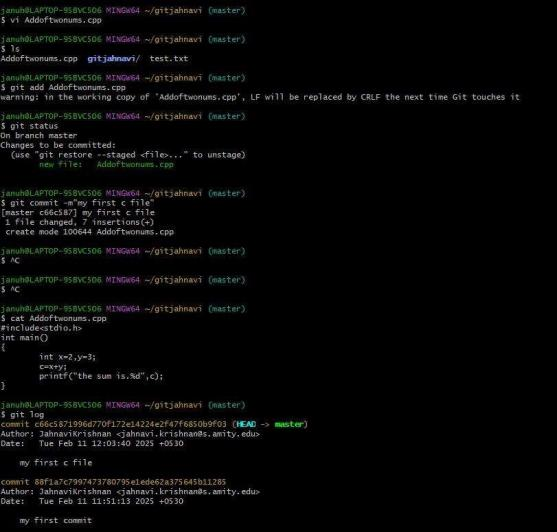 januh@LAPTOP-95BVC5O6 MINGW64 ~/gitjahnavi (master)
$ vi Addoftwonums.cpp
januh@LAPTOP-95BVC5O6 MINGW64 ~/gitjahnavi (master)
$ ls
Addoftwonums.cpp  gitjahnavi/  test.txt
januh@LAPTOP-95BVC5O6 MINGW64 ~/gitjahnavi (master)
$ git add Addoftwonums.cpp
warning: in the working copy of 'Addoftwonums.cpp', LF will be replaced by CRLF the next time Git touches it
januh@LAPTOP-95BVC5O6 MINGW64 ~/gitjahnavi (master)
$ git status
On branch master
Changes to be committed:
  (use "git restore --staged <file>..." to unstage)
        new file:   Addoftwonums.cpp
januh@LAPTOP-95BVC5O6 MINGW64 ~/gitjahnavi (master)
$ git commit -m"my first c file"
[master c66c587] my first c file
 1 file changed, 7 insertions(+)
 create mode 100644 Addoftwonums.cpp
januh@LAPTOP-95BVC5O6 MINGW64 ~/gitjahnavi (master)
$ ^C
januh@LAPTOP-95BVC5O6 MINGW64 ~/gitjahnavi (master)
$ ^C
januh@LAPTOP-95BVC5O6 MINGW64 ~/gitjahnavi (master)
$ cat Addoftwonums.cpp
#include<stdio.h>
int main()
{
        int x=2,y=3;
        c=x+y;
        printf("the sum is.%d",c);
}
januh@LAPTOP-95BVC5O6 MINGW64 ~/gitjahnavi (master)
$ git log
commit c66c5871996d770f172e14224e2f47f6850b9f03 (HEAD -> master)
Author: JahnaviKrishnan <jahnavi.krishnan@s.amity.edu>
Date:   Tue Feb 11 12:03:40 2025 +0530
    my first c file
commit 88f1a7c7997473780795e1ede62a375645b11285
Author: JahnaviKrishnan <jahnavi.krishnan@s.amity.edu>
Date:   Tue Feb 11 11:51:13 2025 +0530
    my first commit